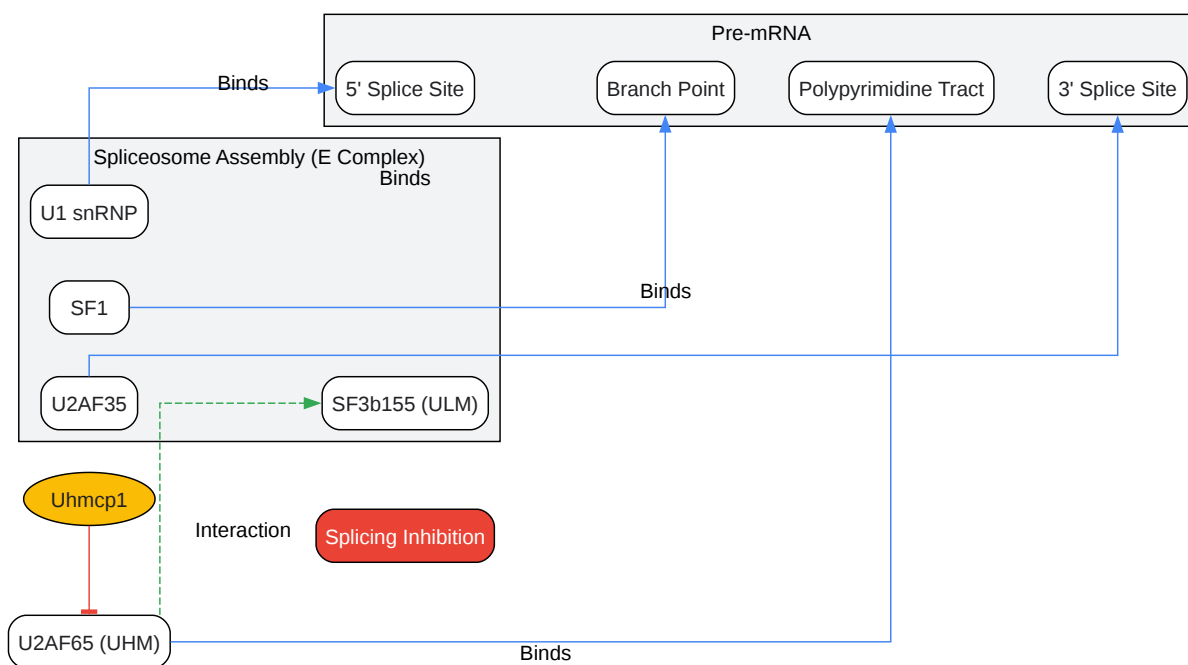 Pre-mRNA
Binds
5' Splice Site
Branch Point
Polypyrimidine Tract
3' Splice Site
Spliceosome Assembly (E Complex)
Binds
U1 snRNP
SF1
Binds
U2AF35
SF3b155 (ULM)
Uhmcp1
Interaction
Splicing Inhibition
U2AF65 (UHM)
Binds